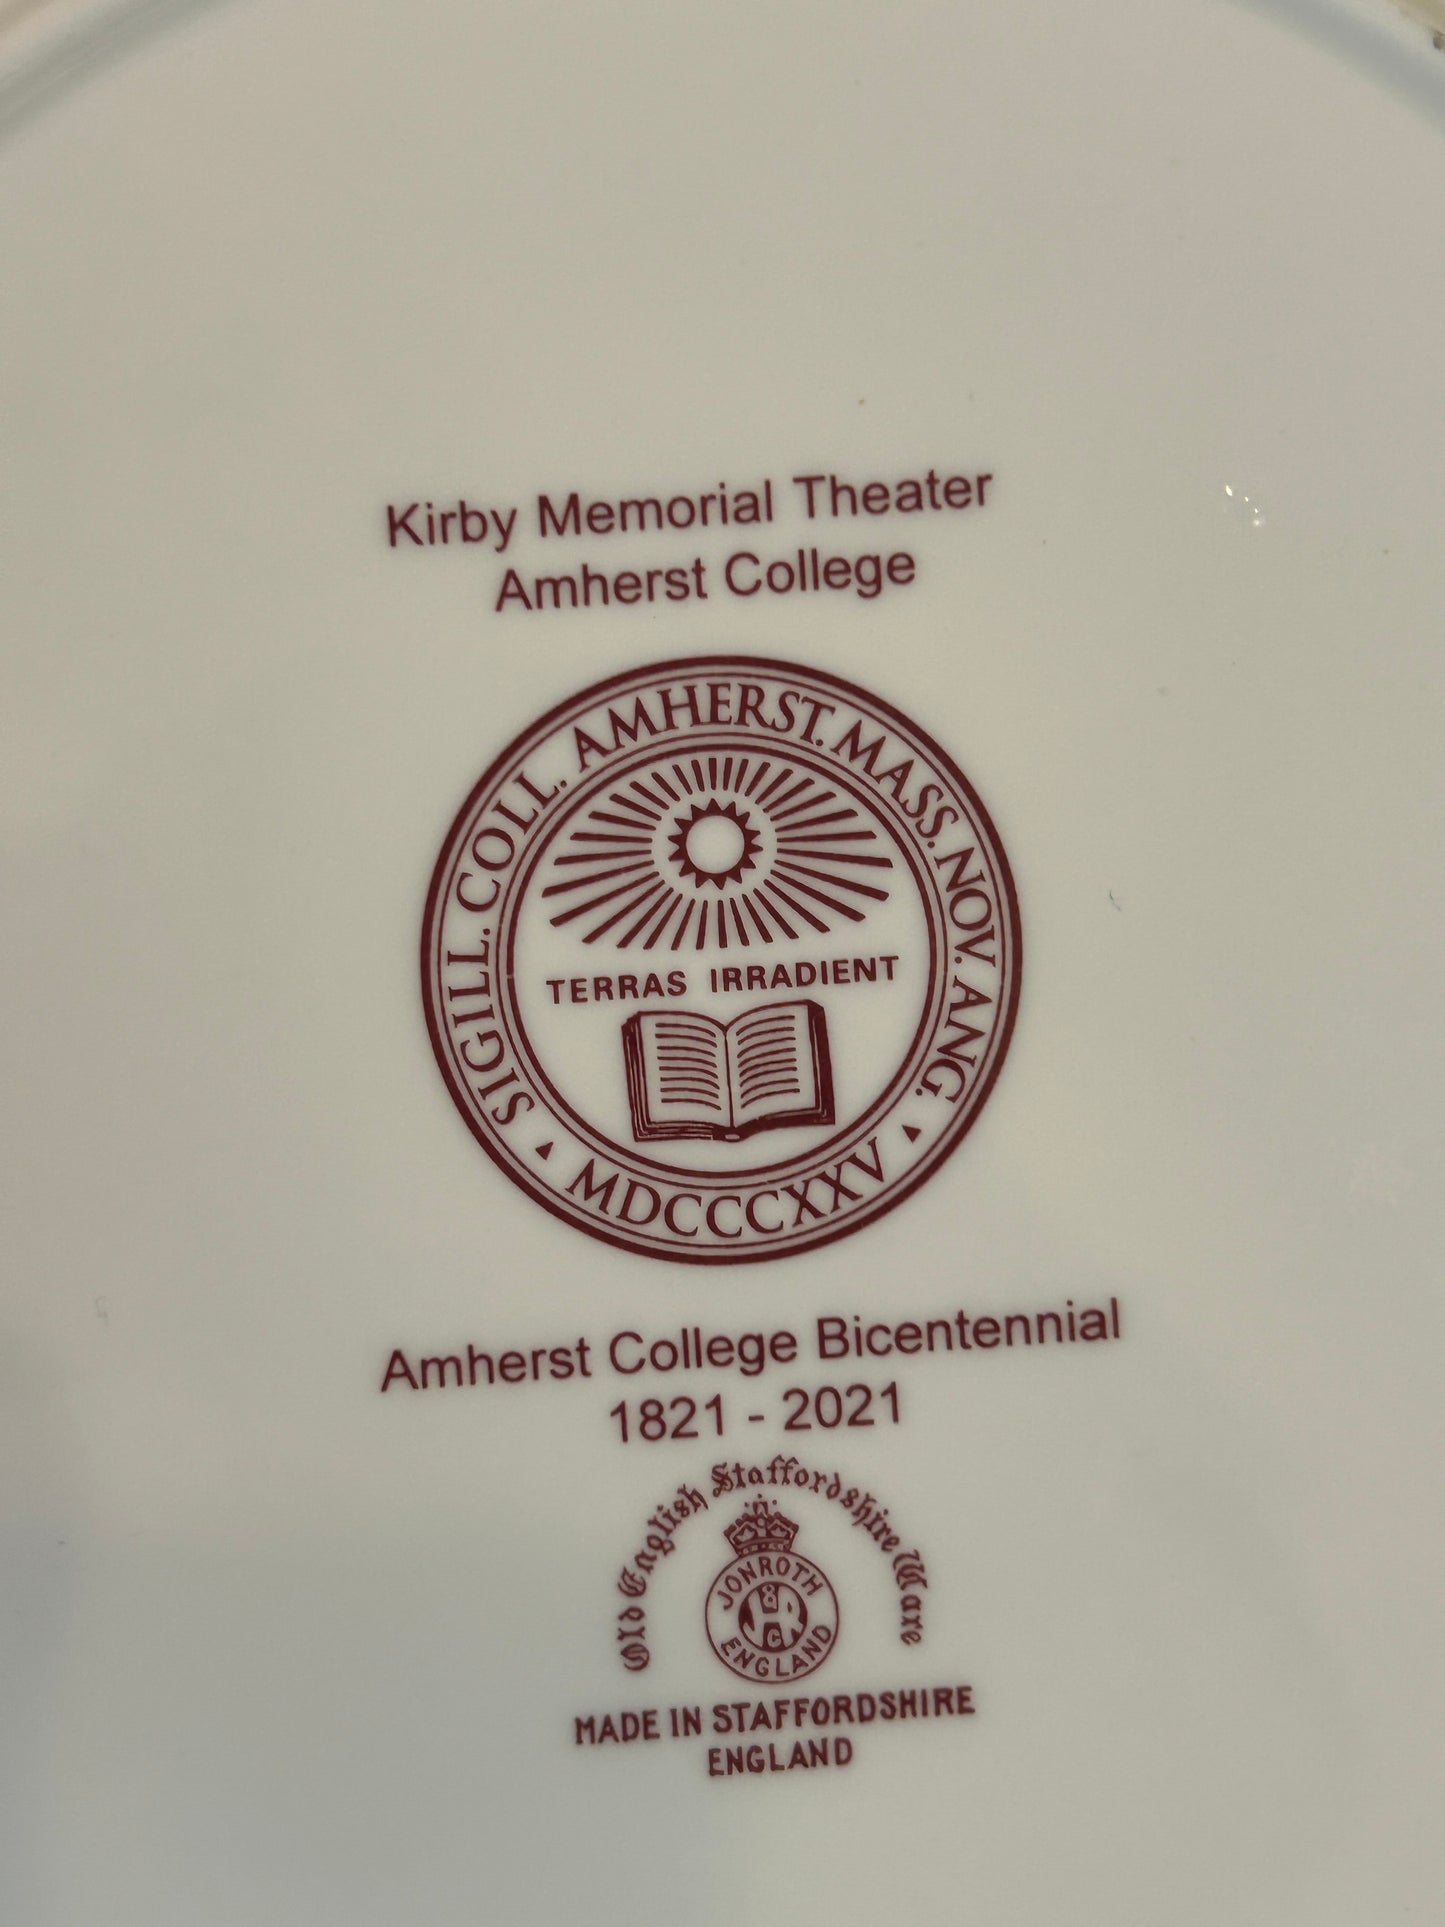 Kirby Memorial Theater
Amherst College
SIGILL. COLL. AMHERST. MASS. NOV. ANG.
TERRAS IRRADIENT
MDCCCXXV
Amherst College Bicentennial
1821 - 2021
Old English Staffordshire Ware
JONROTH
J&R
C
ENGLAND
MADE IN STAFFORDSHIRE
ENGLAND